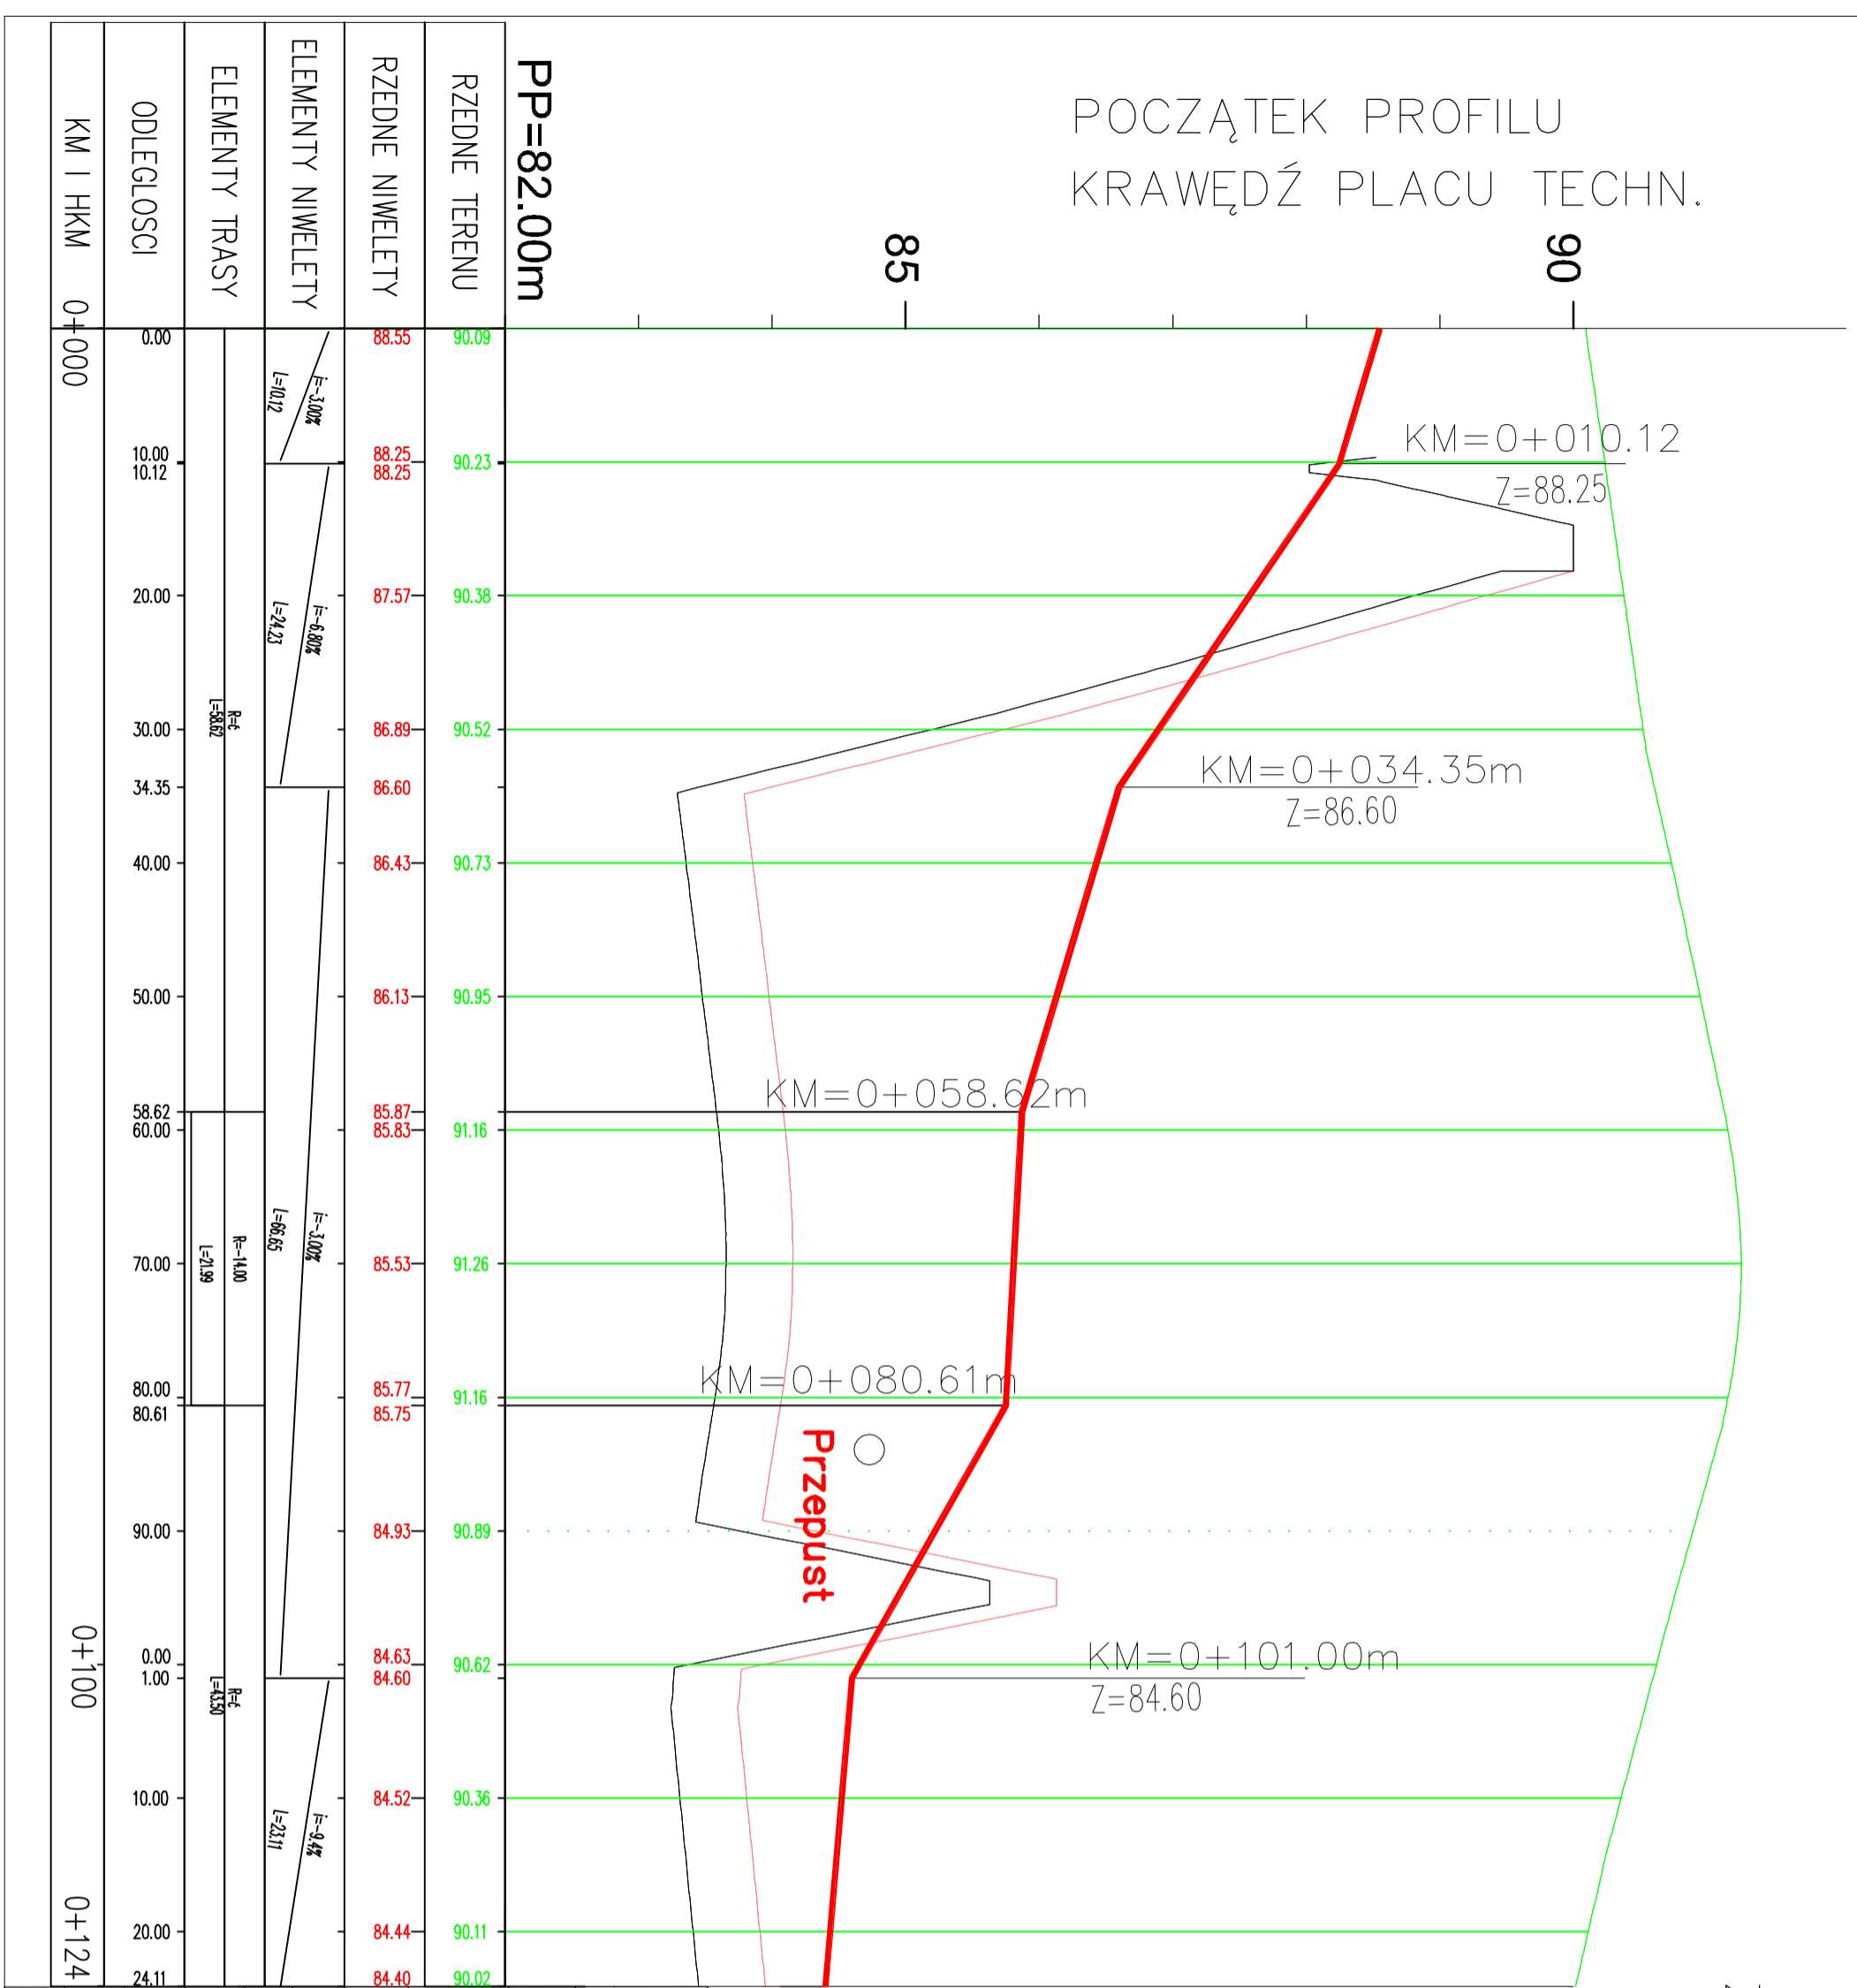 POCZĄTEK PROFILU
KRAWĘDŹ PLACU TECHN.
90
85
PP=82.00m
KM=0+010.12
Z=88.25
KM=0+034.35m
Z=86.60
KM=0+058.62m
KM=0+080.61m
Przepust
KM=0+101.00m
Z=84.60
RZEDNE TERENU
90.09
90.23
90.38
90.52
90.73
90.95
91.16
91.26
91.16
90.89
90.62
90.36
90.11
90.02
RZEDNE NIWELETY
88.55
88.25
88.25
87.57
86.89
86.60
86.43
86.13
85.87
85.83
85.53
85.77
85.75
84.93
84.63
84.60
84.52
84.44
84.40
ELEMENTY NIWELETY
i=-3.00%
L=10.12
i=-6.80%
L=24.23
i=-3.00%
L=66.65
i=-9.4%
L=23.11
ELEMENTY TRASY
L=58.62
R=-14.00
L=21.99
L=43.50
ODLEGLOSCI
0.00
10.00
10.12
20.00
30.00
34.35
40.00
50.00
58.62
60.00
70.00
80.00
80.61
90.00
0.00
1.00
10.00
20.00
24.11
KM I HKM
0+000
0+100
0+124